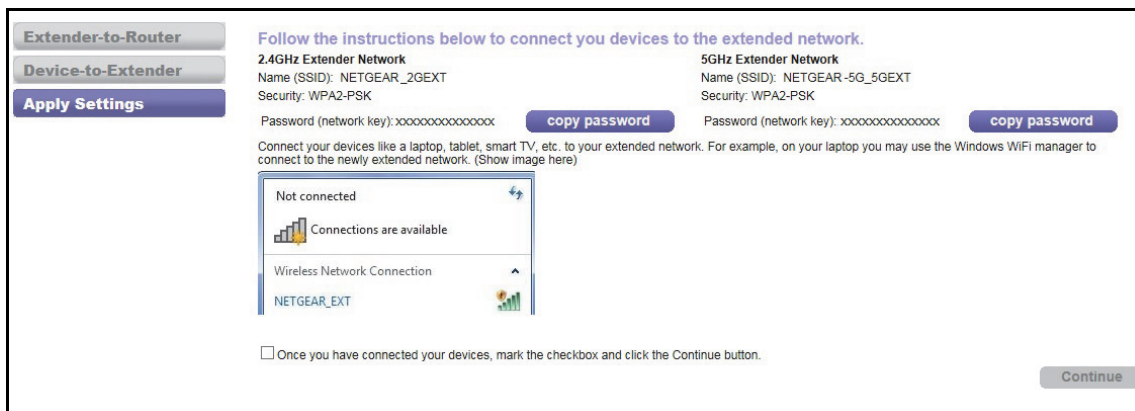 Extender-to-Router
Device-to-Extender
Apply Settings
Follow the instructions below to connect you devices to the extended network.
2.4GHz Extender Network
Name (SSID): NETGEAR_2GEXT
Security: WPA2-PSK
Password (network key): xxxxxxxxxxxxxx
copy password
5GHz Extender Network
Name (SSID): NETGEAR-5G_5GEXT
Security: WPA2-PSK
Password (network key): xxxxxxxxxxxxxx
copy password
Connect your devices like a laptop, tablet, smart TV, etc. to your extended network. For example, on your laptop you may use the Windows WiFi manager to
connect to the newly extended network. (Show image here)
Not connected
Connections are available
Wireless Network Connection
NETGEAR_EXT
Once you have connected your devices, mark the checkbox and click the Continue button.
Continue